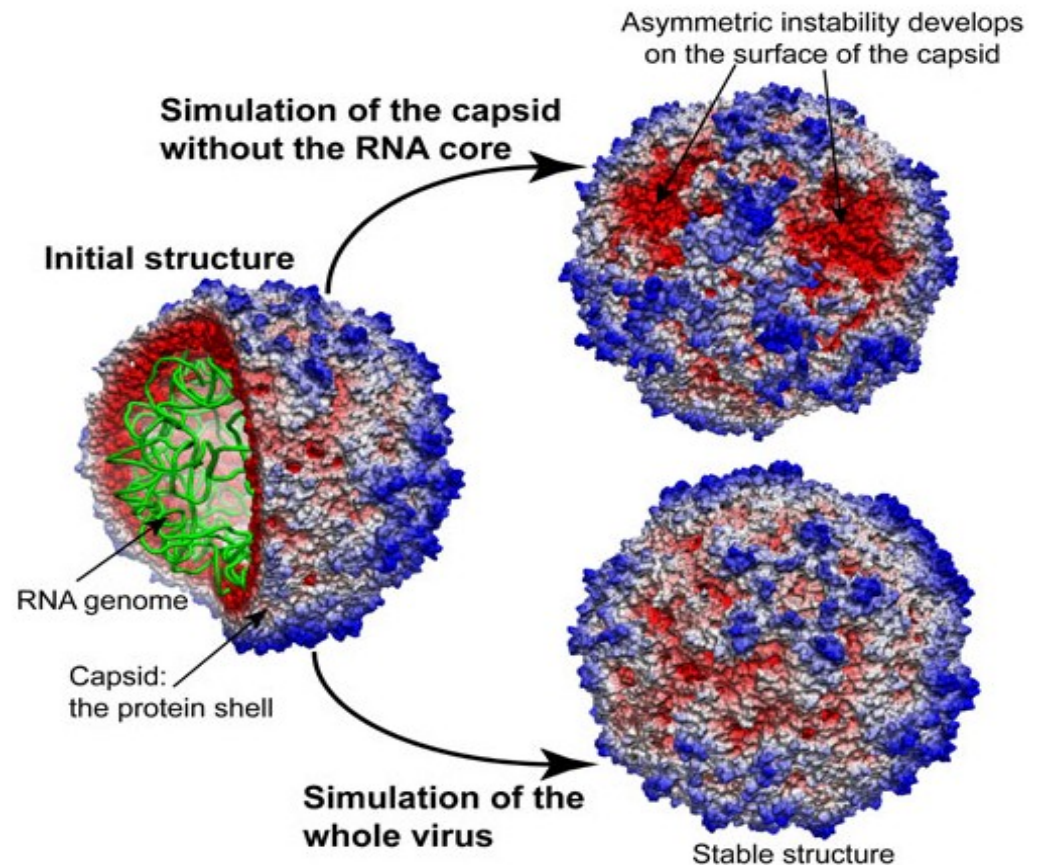 Asymmetric instability develops
on the surface of the capsid
Simulation of the capsid
without the RNA core
Initial structure
RNA genome
Capsid:
the protein shell
Simulation of the
whole virus
Stable structure